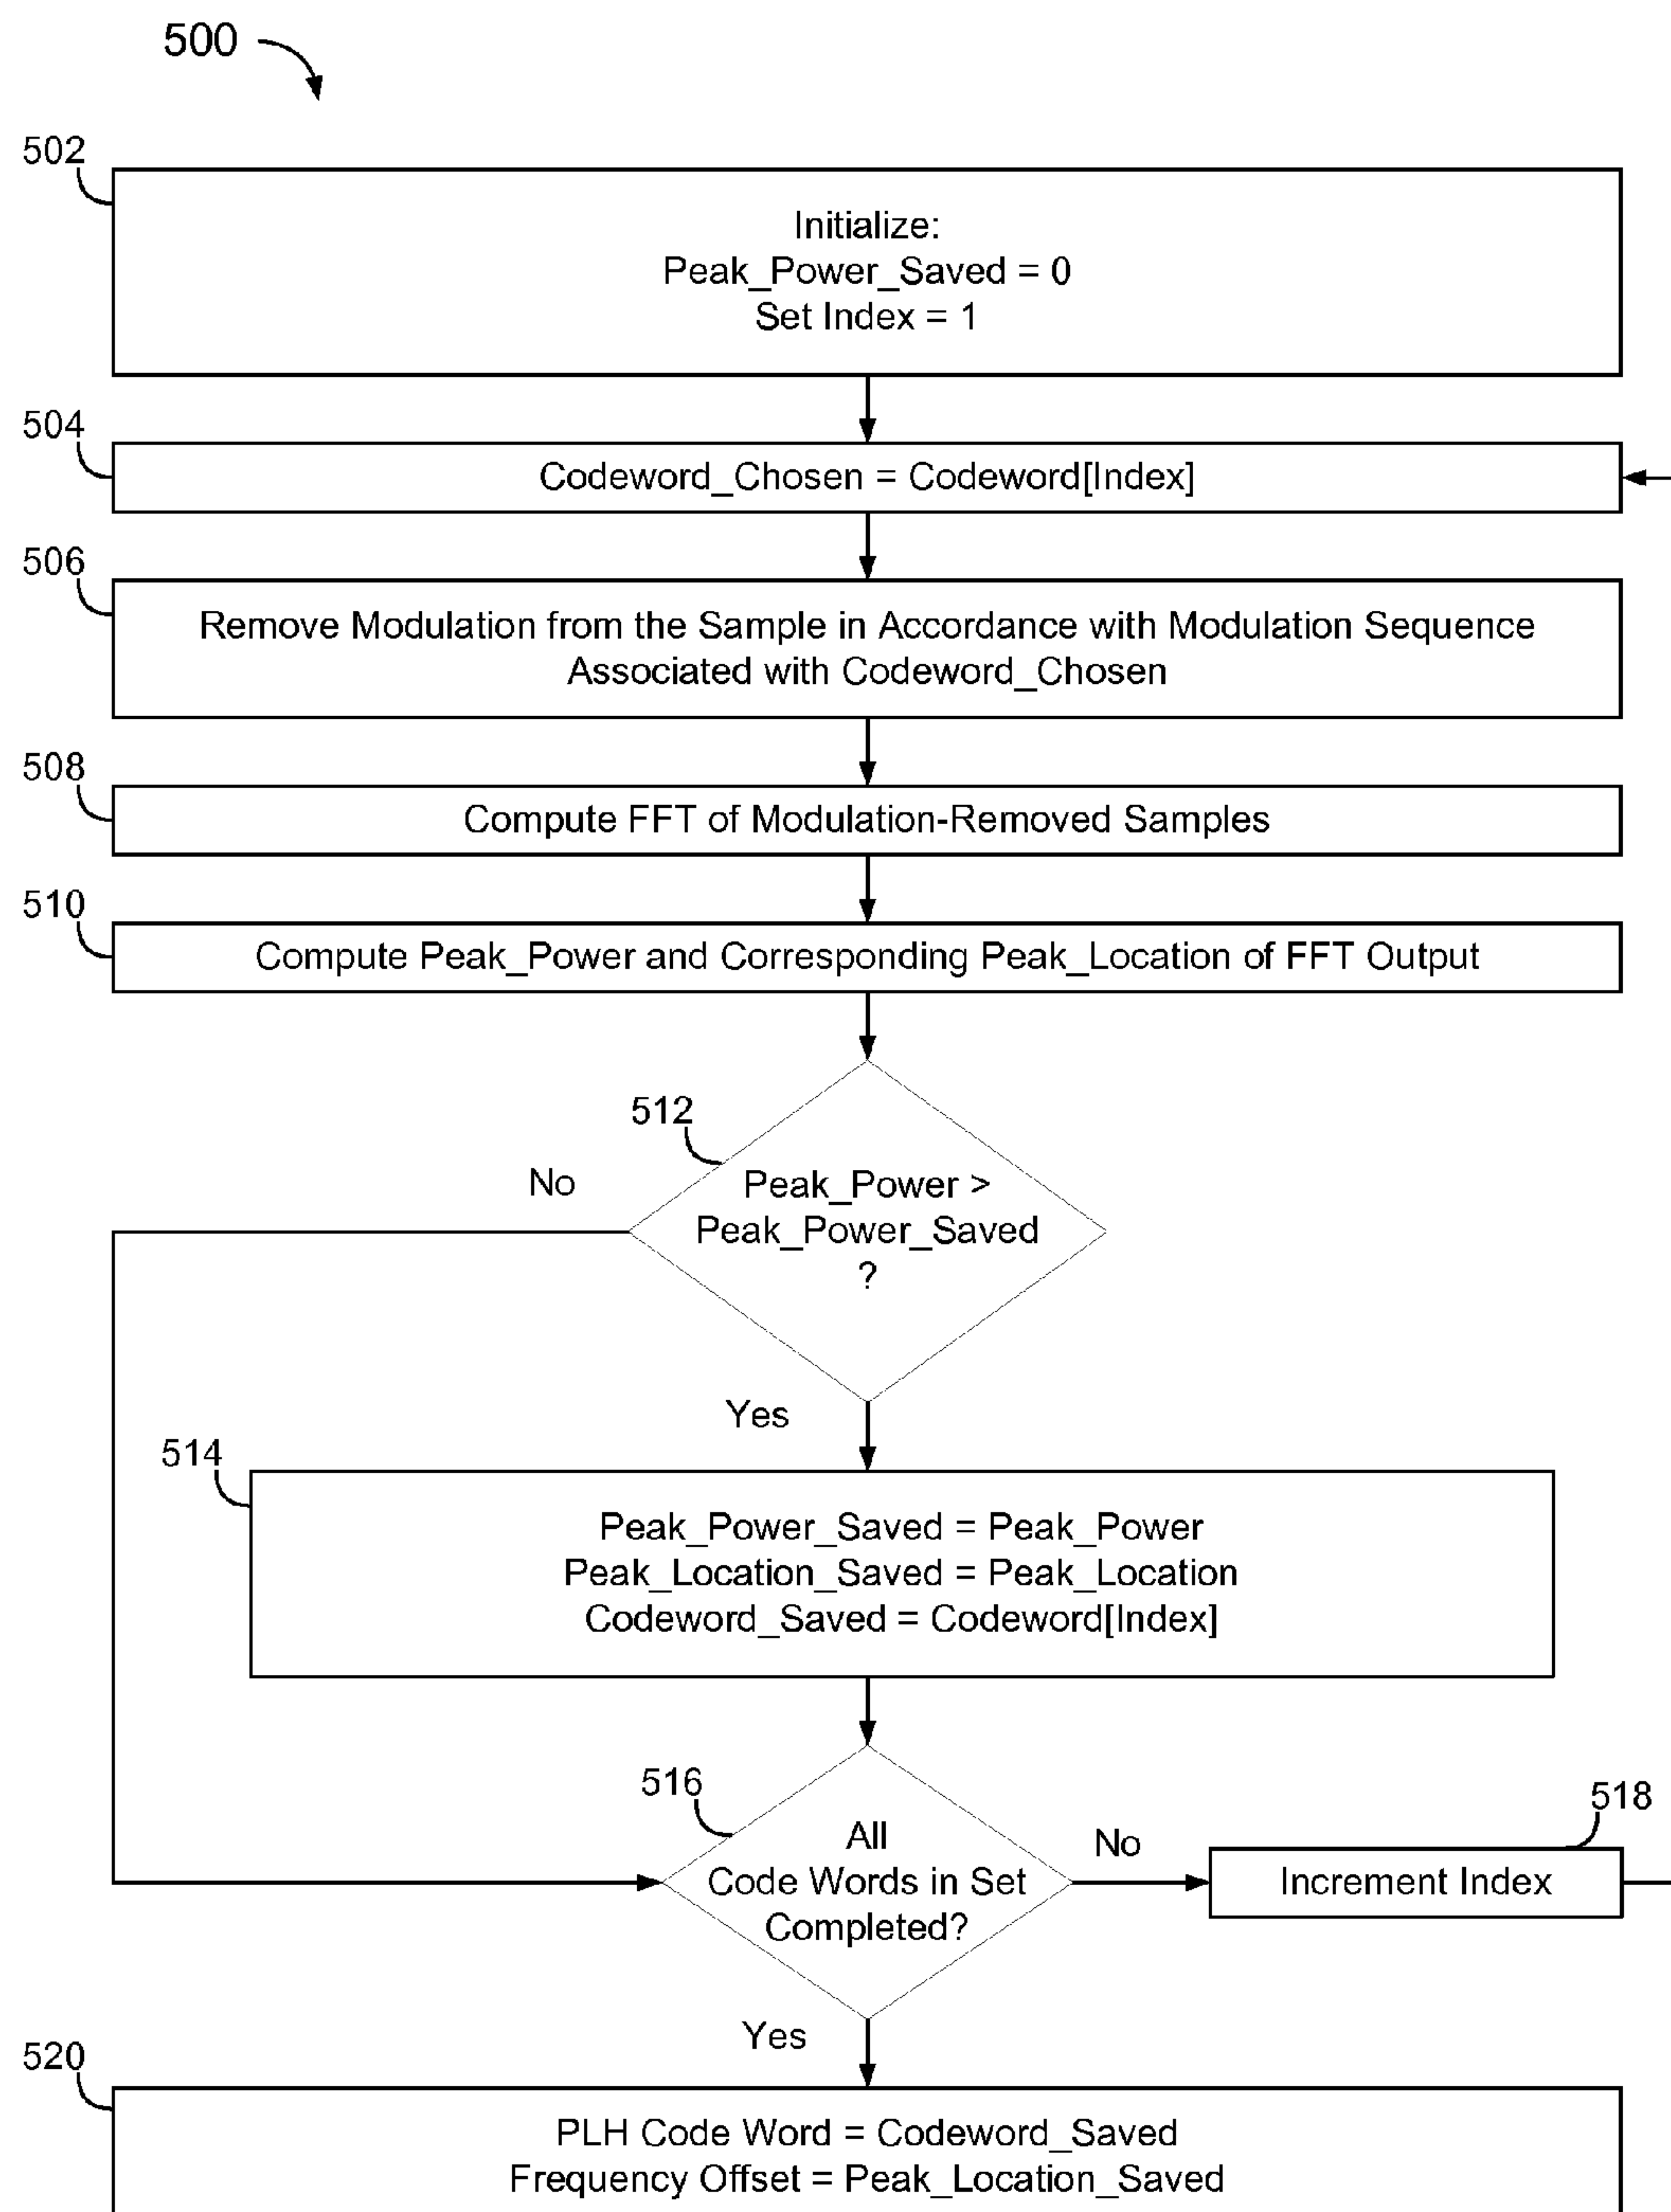 500
502
Initialize:
Peak_Power_Saved = 0
Set Index = 1
504
Codeword_Chosen = Codeword[Index]
506
Remove Modulation from the Sample in Accordance with Modulation Sequence
Associated with Codeword_Chosen
508
Compute FFT of Modulation-Removed Samples
510
Compute Peak_Power and Corresponding Peak_Location of FFT Output
512
No
Peak_Power >
Peak_Power_Saved
?
Yes
514
Peak_Power_Saved = Peak_Power
Peak_Location_Saved = Peak_Location
Codeword_Saved = Codeword[Index]
516
All
Code Words in Set
Completed?
No
518
Increment Index
Yes
520
PLH Code Word = Codeword_Saved
Frequency Offset = Peak_Location_Saved